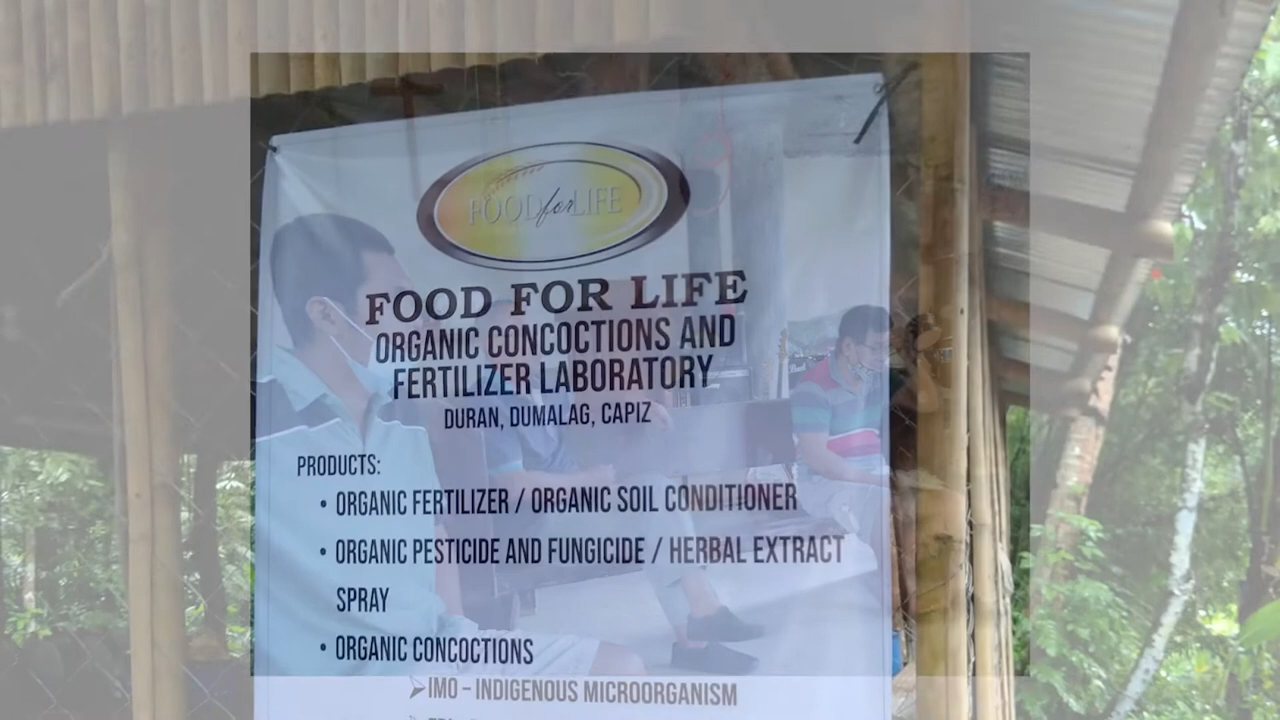 FOOD for LIFE
FOOD FOR LIFE
ORGANIC CONCOCTIONS AND
FERTILIZER LABORATORY
DURAN, DUMALAG, CAPIZ
PRODUCTS:
• ORGANIC FERTILIZER / ORGANIC SOIL CONDITIONER
• ORGANIC PESTICIDE AND FUNGICIDE / HERBAL EXTRACT
SPRAY
• ORGANIC CONCOCTIONS
➢IMO – INDIGENOUS MICROORGANISM